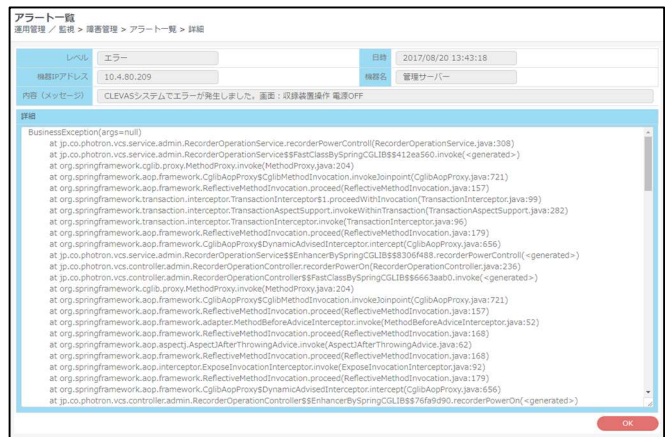 アラート一覧
運用管理 ／ 監視 > 障害管理 > アラート一覧 > 詳細
レベル エラー 日時 2017/08/20 13:43:18
機器IPアドレス 10.4.80.209 機器名 管理サーバー
内容（メッセージ） CLEVASシステムでエラーが発生しました。画面：収録装置操作 電源OFF
詳細
BusinessException(args=null)
at jp.co.photron.vcs.service.admin.RecorderOperationService.recorderPowerControll(RecorderOperationService.java:308)
at jp.co.photron.vcs.service.admin.RecorderOperationService$$FastClassBySpringCGLIB$$412ea560.invoke(<generated>)
at org.springframework.cglib.proxy.MethodProxy.invoke(MethodProxy.java:204)
at org.springframework.aop.framework.CglibAopProxy$CglibMethodInvocation.invokeJoinpoint(CglibAopProxy.java:721)
at org.springframework.aop.framework.ReflectiveMethodInvocation.proceed(ReflectiveMethodInvocation.java:157)
at org.springframework.transaction.interceptor.TransactionInterceptor$1.proceedWithInvocation(TransactionInterceptor.java:99)
at org.springframework.transaction.interceptor.TransactionAspectSupport.invokeWithinTransaction(TransactionAspectSupport.java:282)
at org.springframework.transaction.interceptor.TransactionInterceptor.invoke(TransactionInterceptor.java:96)
at org.springframework.aop.framework.ReflectiveMethodInvocation.proceed(ReflectiveMethodInvocation.java:179)
at org.springframework.aop.framework.CglibAopProxy$DynamicAdvisedInterceptor.intercept(CglibAopProxy.java:656)
at jp.co.photron.vcs.service.admin.RecorderOperationService$$EnhancerBySpringCGLIB$$8306f488.recorderPowerControll(<generated>)
at jp.co.photron.vcs.controller.admin.RecorderOperationController.recorderPowerOn(RecorderOperationController.java:236)
at jp.co.photron.vcs.controller.admin.RecorderOperationController$$FastClassBySpringCGLIB$$6663aab0.invoke(<generated>)
at org.springframework.cglib.proxy.MethodProxy.invoke(MethodProxy.java:204)
at org.springframework.aop.framework.CglibAopProxy$CglibMethodInvocation.invokeJoinpoint(CglibAopProxy.java:721)
at org.springframework.aop.framework.ReflectiveMethodInvocation.proceed(ReflectiveMethodInvocation.java:157)
at org.springframework.aop.framework.adapter.MethodBeforeAdviceInterceptor.invoke(MethodBeforeAdviceInterceptor.java:52)
at org.springframework.aop.framework.ReflectiveMethodInvocation.proceed(ReflectiveMethodInvocation.java:168)
at org.springframework.aop.aspectj.AspectJAfterThrowingAdvice.invoke(AspectJAfterThrowingAdvice.java:62)
at org.springframework.aop.framework.ReflectiveMethodInvocation.proceed(ReflectiveMethodInvocation.java:168)
at org.springframework.aop.interceptor.ExposeInvocationInterceptor.invoke(ExposeInvocationInterceptor.java:92)
at org.springframework.aop.framework.ReflectiveMethodInvocation.proceed(ReflectiveMethodInvocation.java:179)
at org.springframework.aop.framework.CglibAopProxy$DynamicAdvisedInterceptor.intercept(CglibAopProxy.java:656)
at jp.co.photron.vcs.controller.admin.RecorderOperationController$$EnhancerBySpringCGLIB$$76fa9d90.recorderPowerOn(<generated>)
OK